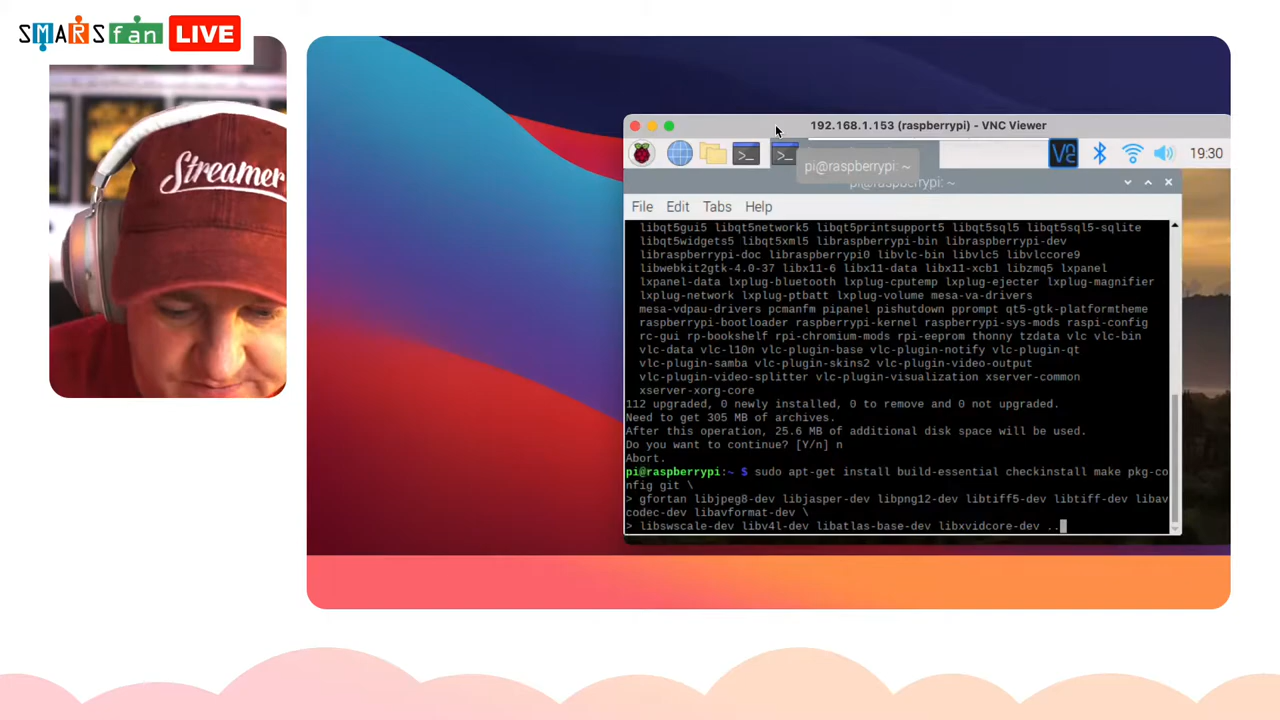 SMARS fan LIVE
Streamer
192.168.1.153 (raspberrypi) - VNC Viewer
19:30
pi@raspberrypi: ~
pi@raspberrypi: ~
File Edit Tabs Help
libqt5gui5 libqt5network5 libqt5printsupport5 libqt5sql5 libqt5sql5-sqlite
libqt5widgets5 libqt5xml5 libraspberrypi-bin libraspberrypi-dev
libraspberrypi-doc libraspberrypi0 libvlc-bin libvlc5 libvlccore9
libwebkit2gtk-4.0-37 libx11-6 libx11-data libx11-xcb1 libzmq5 lxpanel
lxpanel-data lxplug-bluetooth lxplug-cputemp lxplug-ejecter lxplug-magnifier
lxplug-network lxplug-ptbatt lxplug-volume mesa-va-drivers
mesa-vdpau-drivers pcmanfm pipanel pishutdown pprompt qt5-gtk-platformtheme
raspberrypi-bootloader raspberrypi-kernel raspberrypi-sys-mods raspi-config
rc-gui rp-bookshelf rpi-chromium-mods rpi-eeprom thonny tzdata vlc vlc-bin
vlc-data vlc-l10n vlc-plugin-base vlc-plugin-notify vlc-plugin-qt
vlc-plugin-samba vlc-plugin-skins2 vlc-plugin-video-output
vlc-plugin-video-splitter vlc-plugin-visualization xserver-common
xserver-xorg-core
112 upgraded, 0 newly installed, 0 to remove and 0 not upgraded.
Need to get 305 MB of archives.
After this operation, 25.6 MB of additional disk space will be used.
Do you want to continue? [Y/n] n
Abort.
pi@raspberrypi:~ $ sudo apt-get install build-essential checkinstall make pkg-co
nfig git \
> gfortan libjpeg8-dev libjasper-dev libpng12-dev libtiff5-dev libtiff-dev libav
codec-dev libavformat-dev \
> libswscale-dev libv4l-dev libatlas-base-dev libxvidcore-dev ..